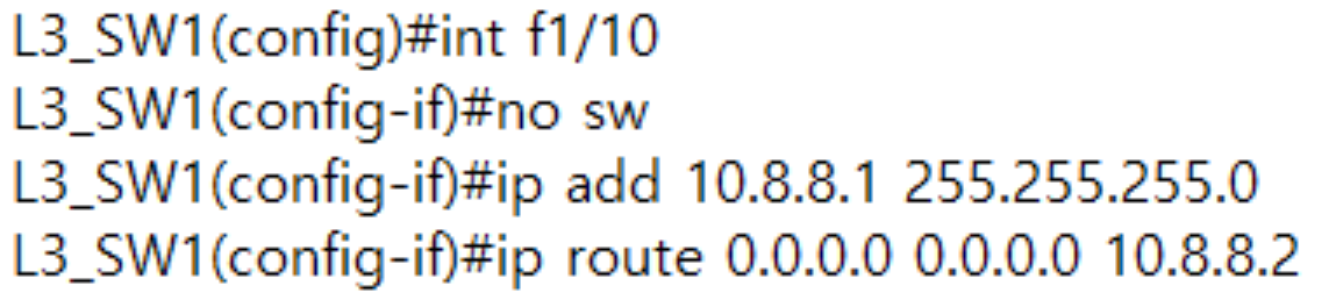 L3_SW1(config)#int f1/10
L3_SW1(config-if)#no sw
L3_SW1(config-if)#ip add 10.8.8.1 255.255.255.0
L3_SW1(config-if)#ip route 0.0.0.0 0.0.0.0 10.8.8.2